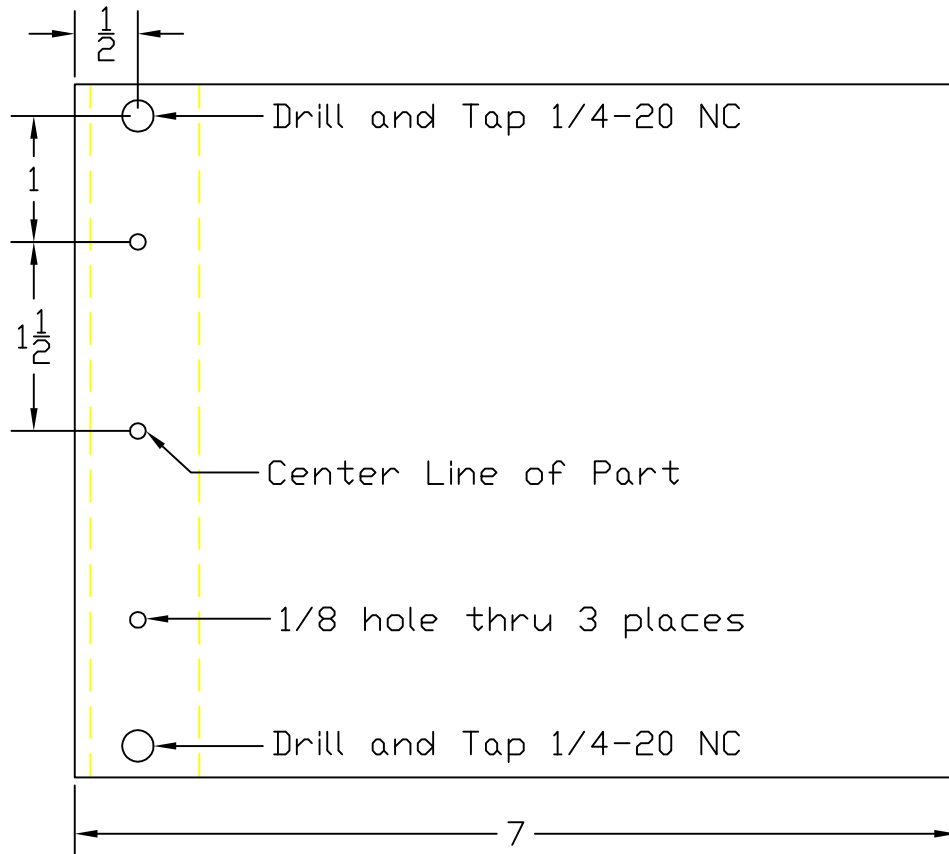 1/2
Drill and Tap 1/4-20 NC
1
1 1/2
Center Line of Part
1/8 hole thru 3 places
Drill and Tap 1/4-20 NC
7